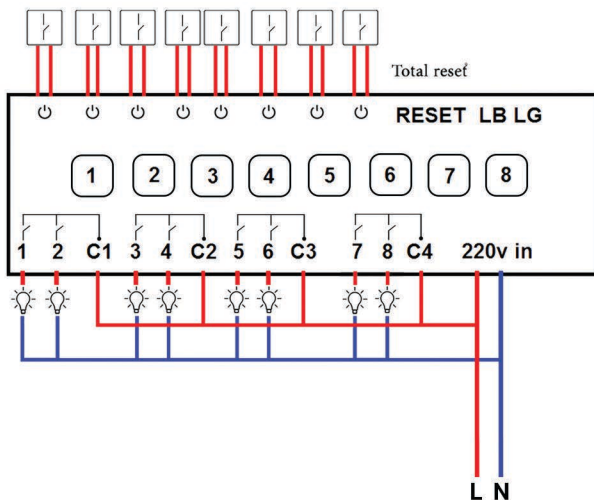 Total reset
RESET LB LG
1 2 3 4 5 6 7 8
1 2 C1 3 4 C2 5 6 C3 7 8 C4 220v in
L N